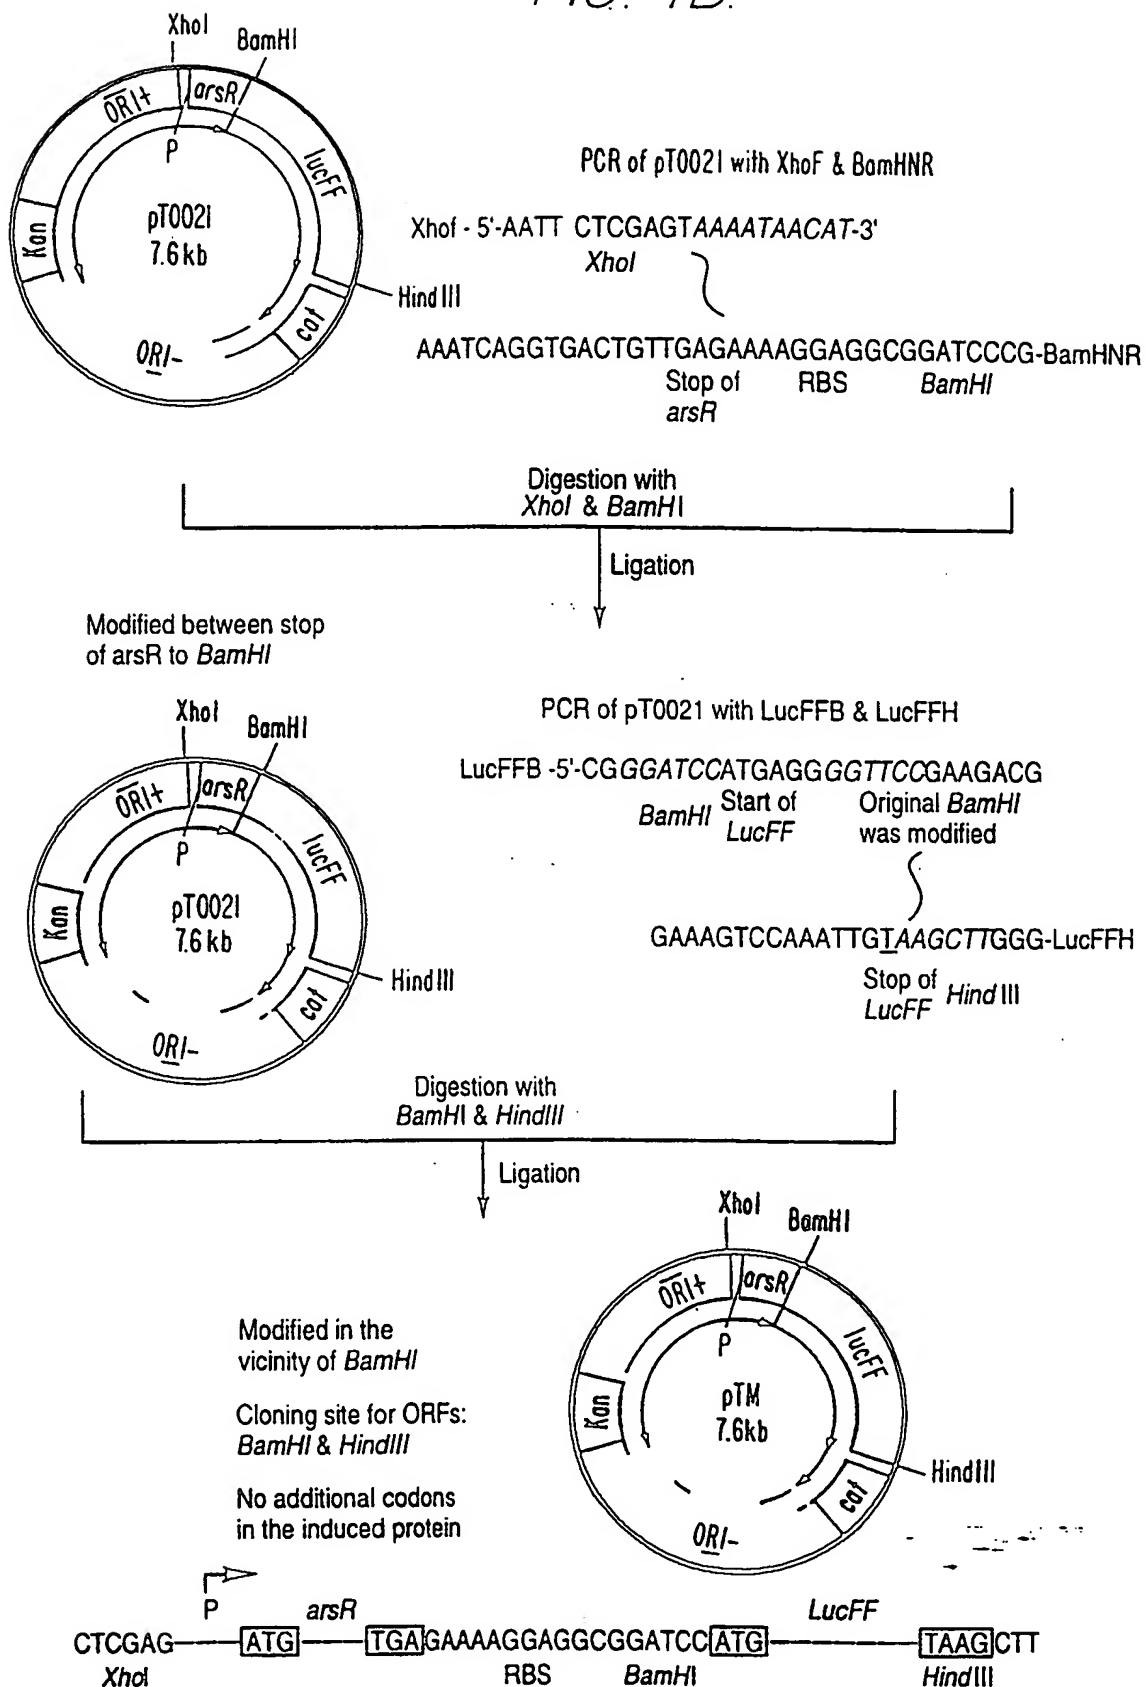 FIG. 4B.
XhoI
BamHI
ORI+
arsR
P
lucFF
Kan
pT0021
7.6kb
HindIII
cat
ORI-
PCR of pT0021 with XhoF & BamHNR
Xhof - 5'-AATT CTCGAGTAAAATAACAT-3'
XhoI
AAATCAGGTGACTGTTGAGAAAAGGAGGCGGATCCCG-BamHNR
Stop of arsR
RBS
BamHI
Digestion with
XhoI & BamHI
Ligation
Modified between stop
of arsR to BamHI
XhoI
BamHI
ORI+
arsR
P
lucFF
Kan
pT0021
7.6kb
HindIII
cat
ORI-
PCR of pT0021 with LucFFB & LucFFH
LucFFB -5'-CGGGATCCATGAGGGGTTCCGAAGACG
BamHI
Start of
LucFF
Original BamHI
was modified
GAAAGTCCAAATTGTAAGCTTGGG-LucFFH
Stop of
LucFF
Hind III
Digestion with
BamHI & HindIII
Ligation
Modified in the
vicinity of BamHI
Cloning site for ORFs:
BamHI & HindIII
No additional codons
in the induced protein
XhoI
BamHI
ORI+
arsR
P
lucFF
Kan
pTM
7.6kb
HindIII
cat
ORI-
P
arsR
LucFF
CTCGAG ATG TGA GAAAAGGAGGCGGATCC ATG TAAG CTT
XhoI RBS BamHI HindIII